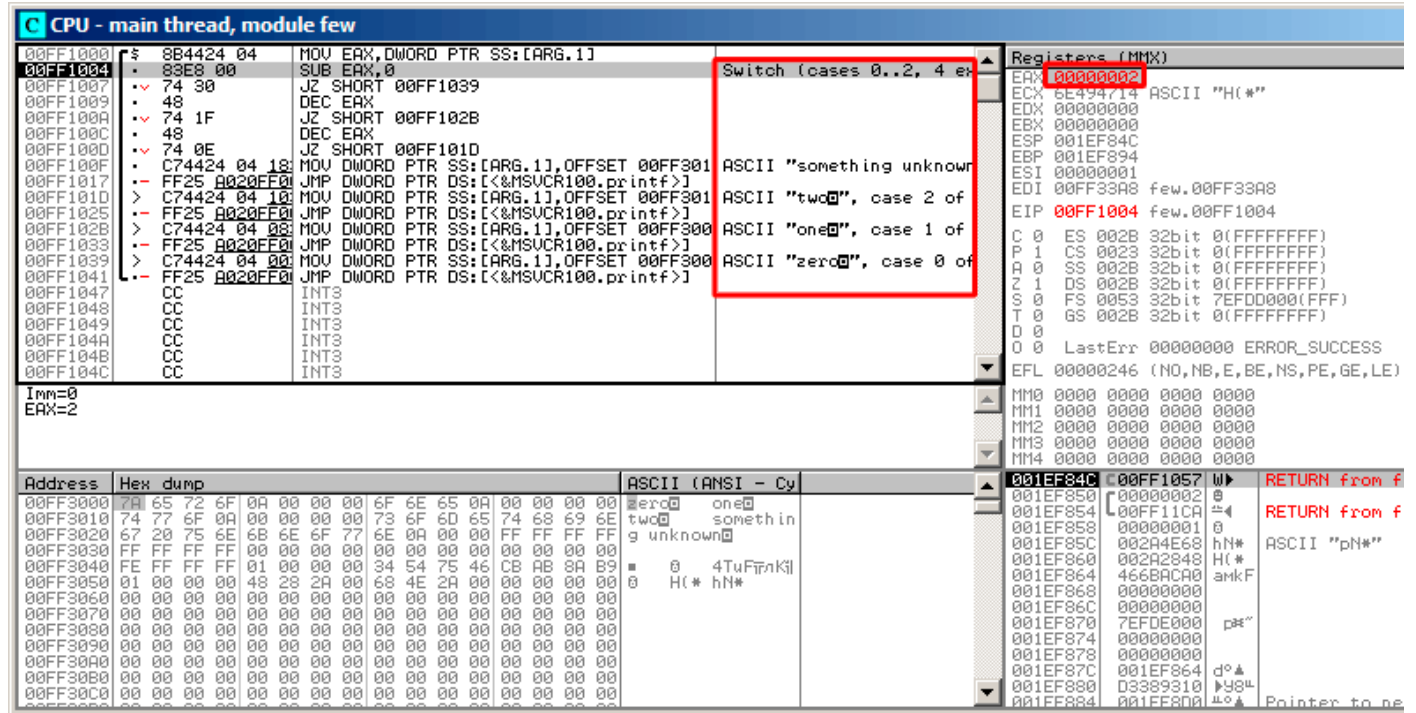 C CPU - main thread, module few
00FF1000 $ 8B4424 04 MOV EAX,DWORD PTR SS:[ARG.1]
00FF1004 · 83E8 00 SUB EAX,0 Switch (cases 0..2, 4 ex
00FF1007 ·v 74 30 JZ SHORT 00FF1039
00FF1009 · 48 DEC EAX
00FF100A ·v 74 1F JZ SHORT 00FF102B
00FF100C · 48 DEC EAX
00FF100D ·v 74 0E JZ SHORT 00FF101D
00FF100F · C74424 04 18 MOV DWORD PTR SS:[ARG.1],OFFSET 00FF301 ASCII "something unknown
00FF1017 ·- FF25 A020FF0 JMP DWORD PTR DS:[<&MSVCR100.printf>]
00FF101D > C74424 04 10 MOV DWORD PTR SS:[ARG.1],OFFSET 00FF301 ASCII "two◙", case 2 of
00FF1025 ·- FF25 A020FF0 JMP DWORD PTR DS:[<&MSVCR100.printf>]
00FF102B > C74424 04 08 MOV DWORD PTR SS:[ARG.1],OFFSET 00FF300 ASCII "one◙", case 1 of
00FF1033 ·- FF25 A020FF0 JMP DWORD PTR DS:[<&MSVCR100.printf>]
00FF1039 > C74424 04 00 MOV DWORD PTR SS:[ARG.1],OFFSET 00FF300 ASCII "zero◙", case 0 of
00FF1041 ·- FF25 A020FF0 JMP DWORD PTR DS:[<&MSVCR100.printf>]
00FF1047 CC INT3
00FF1048 CC INT3
00FF1049 CC INT3
00FF104A CC INT3
00FF104B CC INT3
00FF104C CC INT3
Imm=0
EAX=2
Registers (MMX)
EAX 00000002
ECX 6E494714 ASCII "H(*"
EDX 00000000
EBX 00000000
ESP 001EF84C
EBP 001EF894
ESI 00000001
EDI 00FF33A8 few.00FF33A8
EIP 00FF1004 few.00FF1004
C 0 ES 002B 32bit 0(FFFFFFFF)
P 1 CS 0023 32bit 0(FFFFFFFF)
A 0 SS 002B 32bit 0(FFFFFFFF)
Z 1 DS 002B 32bit 0(FFFFFFFF)
S 0 FS 0053 32bit 7EFDD000(FFF)
T 0 GS 002B 32bit 0(FFFFFFFF)
D 0
O 0 LastErr 00000000 ERROR_SUCCESS
EFL 00000246 (NO,NB,E,BE,NS,PE,GE,LE)
MM0 0000 0000 0000 0000
MM1 0000 0000 0000 0000
MM2 0000 0000 0000 0000
MM3 0000 0000 0000 0000
MM4 0000 0000 0000 0000
Address Hex dump ASCII (ANSI - Cy
00FF3000 7A 65 72 6F 0A 00 00 00 6F 6E 65 0A 00 00 00 00 zero◙ one◙
00FF3010 74 77 6F 0A 00 00 00 00 73 6F 6D 65 74 68 69 6E two◙ somethin
00FF3020 67 20 75 6E 6B 6E 6F 77 6E 0A 00 00 FF FF FF FF g unknown◙
00FF3030 FF FF FF FF 00 00 00 00 00 00 00 00 00 00 00 00
00FF3040 FE FF FF FF 01 00 00 00 34 54 75 46 CB AB 8A B9 4TuF
00FF3050 01 00 00 00 48 28 2A 00 68 4E 2A 00 00 00 00 00 H(* hN*
00FF3060 00 00 00 00 00 00 00 00 00 00 00 00 00 00 00 00
00FF3070 00 00 00 00 00 00 00 00 00 00 00 00 00 00 00 00
00FF3080 00 00 00 00 00 00 00 00 00 00 00 00 00 00 00 00
00FF3090 00 00 00 00 00 00 00 00 00 00 00 00 00 00 00 00
00FF30A0 00 00 00 00 00 00 00 00 00 00 00 00 00 00 00 00
00FF30B0 00 00 00 00 00 00 00 00 00 00 00 00 00 00 00 00
00FF30C0 00 00 00 00 00 00 00 00 00 00 00 00 00 00 00 00
001EF84C 00FF1057 W► RETURN from f
001EF850 00000002
001EF854 00FF11CA RETURN from f
001EF858 00000001
001EF85C 002A4E68 hN* ASCII "pN*"
001EF860 002A2848 H(*
001EF864 466BACA0 амkF
001EF868 00000000
001EF86C 00000000
001EF870 7EFDE000
001EF874 00000000
001EF878 00000000
001EF87C 001EF864 d°▲
001EF880 D3389310
001EF884 001EF8D0 Pointer to ne